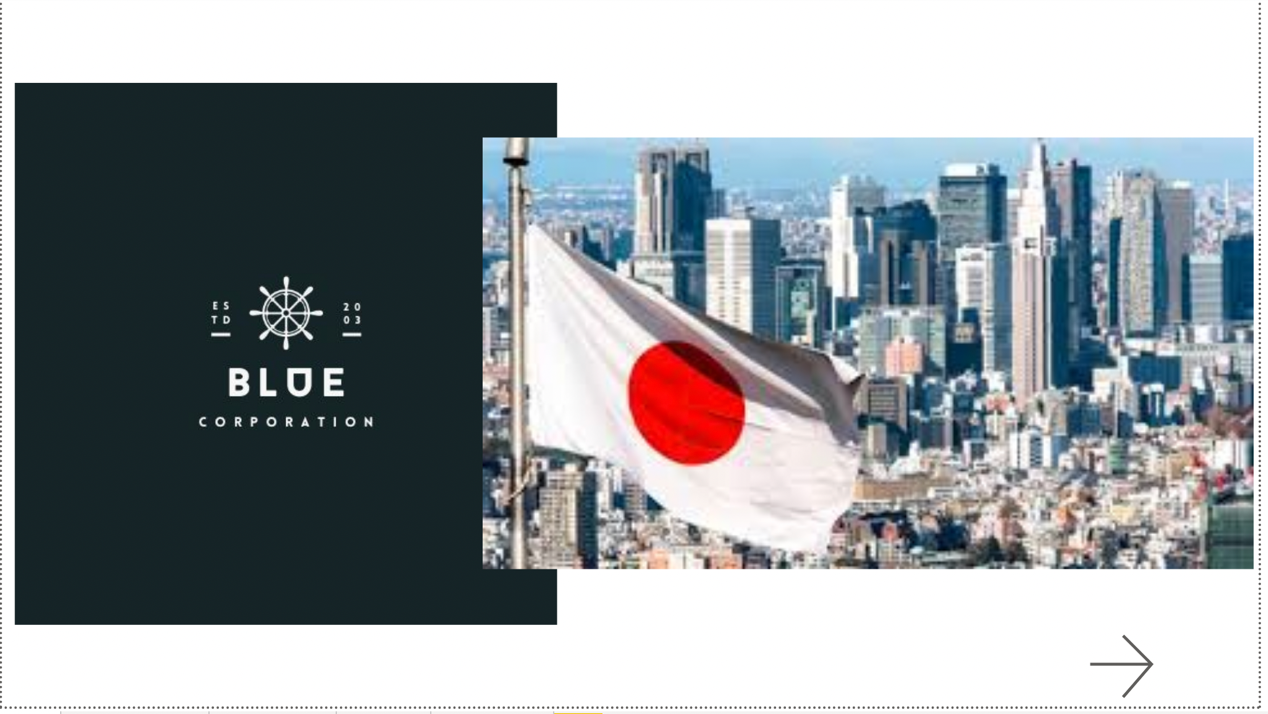 ES
TD
20
03
BLUE
CORPORATION